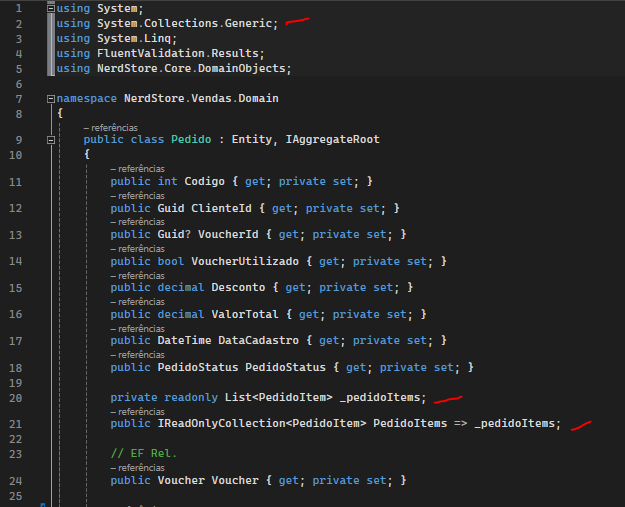 1 using System;
2 using System.Collections.Generic;
3 using System.Linq;
4 using FluentValidation.Results;
5 using NerdStore.Core.DomainObjects;
6
7 namespace NerdStore.Vendas.Domain
8 {
– referências
9 public class Pedido : Entity, IAggregateRoot
10 {
– referências
11 public int Codigo { get; private set; }
– referências
12 public Guid ClienteId { get; private set; }
– referências
13 public Guid? VoucherId { get; private set; }
– referências
14 public bool VoucherUtilizado { get; private set; }
– referências
15 public decimal Desconto { get; private set; }
– referências
16 public decimal ValorTotal { get; private set; }
– referências
17 public DateTime DataCadastro { get; private set; }
– referências
18 public PedidoStatus PedidoStatus { get; private set; }
19
20 private readonly List<PedidoItem> _pedidoItems;
– referências
21 public IReadOnlyCollection<PedidoItem> PedidoItems => _pedidoItems;
22
23 // EF Rel.
– referências
24 public Voucher Voucher { get; private set; }
25